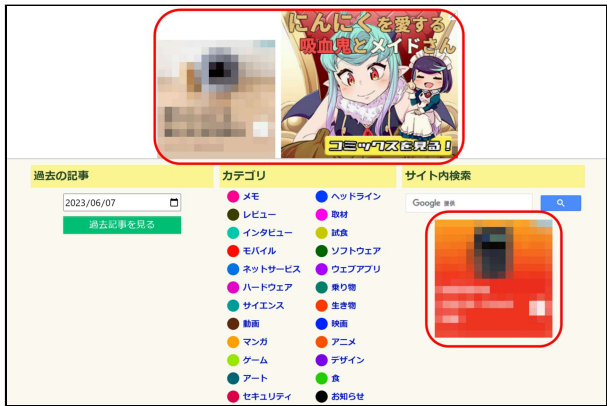 にんにくを愛する
吸血鬼とメイドさん
コミックスを見る!
過去の記事
2023/06/07
過去記事を見る
カテゴリ
メモ
ヘッドライン
レビュー
取材
インタビュー
試食
モバイル
ソフトウェア
ネットサービス
ウェブアプリ
ハードウェア
乗り物
サイエンス
生き物
動画
映画
マンガ
アニメ
ゲーム
デザイン
アート
食
セキュリティ
お知らせ
サイト内検索
Google 提供